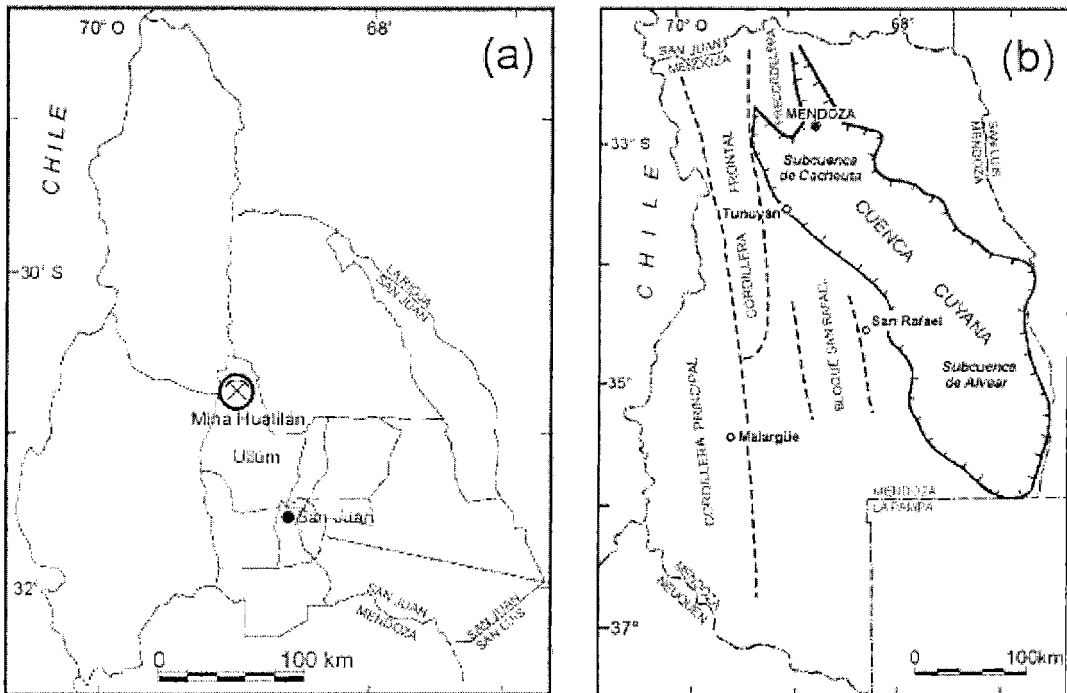 70° O
68°
(a)
CHILE
30° S
LA RIOJA
SAN JUAN
Mina Hualilan
Ullúm
San Juan
32°
SAN JUAN
MENDOZA
SAN JUAN
SAN LUIS
0
100 km
70° O
68°
(b)
SAN JUAN
MENDOZA
PRECORDILLERA
MENDOZA
33° S
SAN LUIS
MENDOZA
Subcuenca
de Cacheuta
CHILE
CORDILLERA FRONTAL
Tunuyán
CUENCA
CUYANA
BLOQUE SAN RAFAEL
San Rafael
35°
Subcuenca
de Alvear
CORDILLERA PRINCIPAL
Malargüe
MENDOZA
LA PAMPA
MENDOZA
NEUQUEN
37°
0
100km